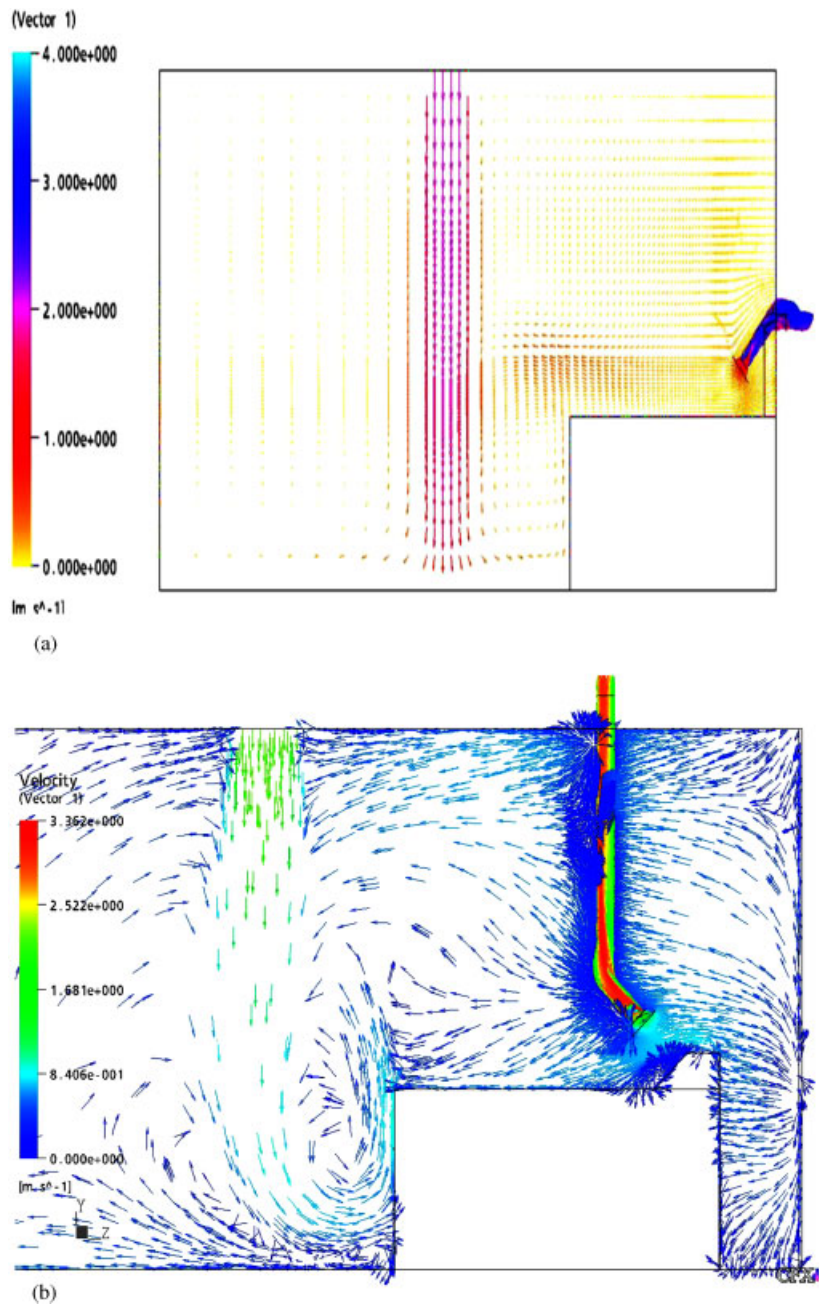 (Vector 1)
4.000e+000
3.000e+000
2.000e+000
1.000e+000
0.000e+000
[m s^-1]
(a)
Velocity
(Vector 1)
3.362e+000
2.522e+000
1.681e+000
8.406e-001
0.000e+000
[m s^-1]
Y
Z
CFX
(b)